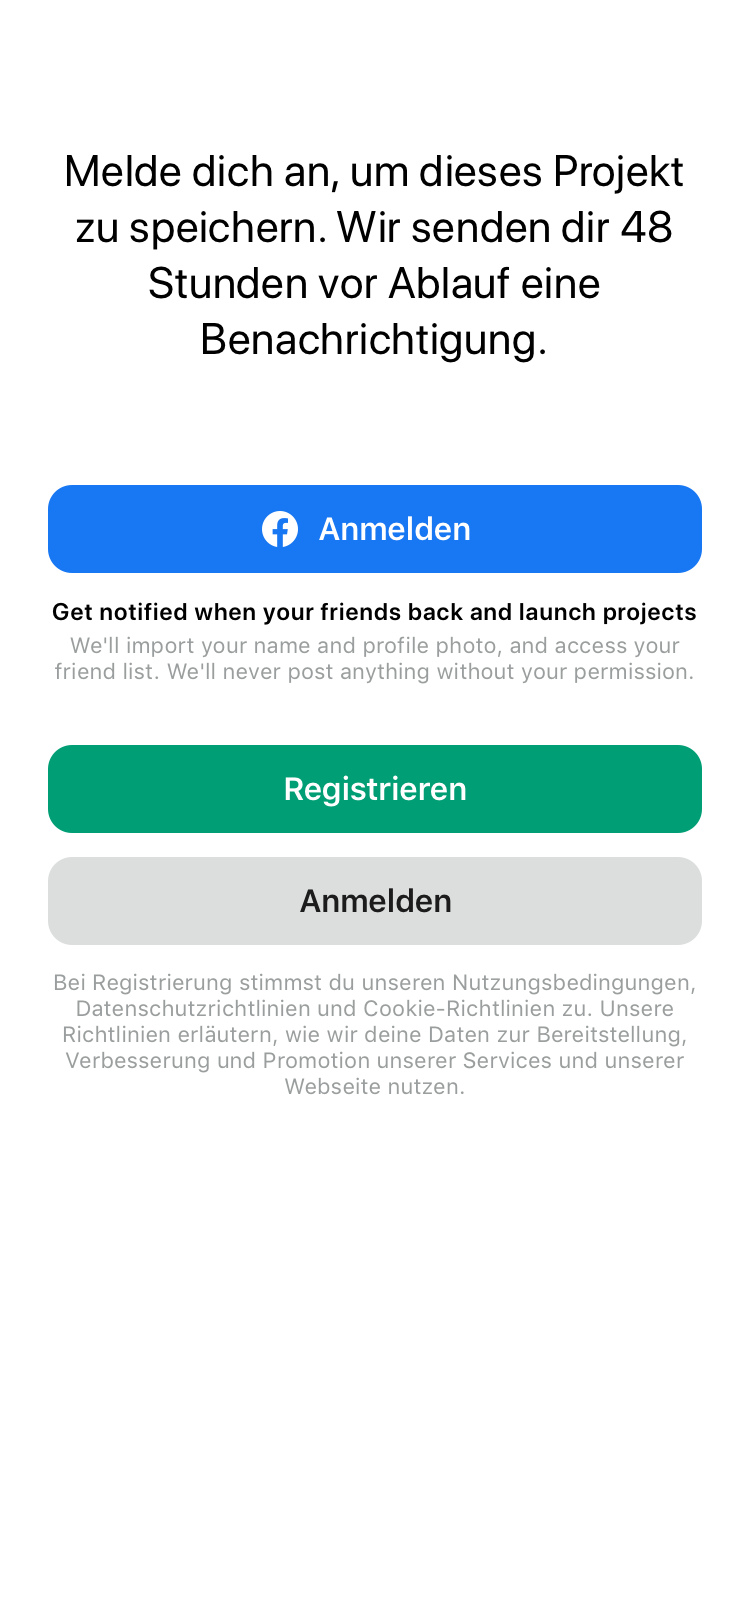 Melde dich an, um dieses Projekt
zu speichern. Wir senden dir 48
Stunden vor Ablauf eine
Benachrichtigung.
Anmelden
Get notified when your friends back and launch projects
We'll import your name and profile photo, and access your
friend list. We'll never post anything without your permission.
Registrieren
Anmelden
Bei Registrierung stimmst du unseren Nutzungsbedingungen,
Datenschutzrichtlinien und Cookie-Richtlinien zu. Unsere
Richtlinien erläutern, wie wir deine Daten zur Bereitstellung,
Verbesserung und Promotion unserer Services und unserer
Webseite nutzen.